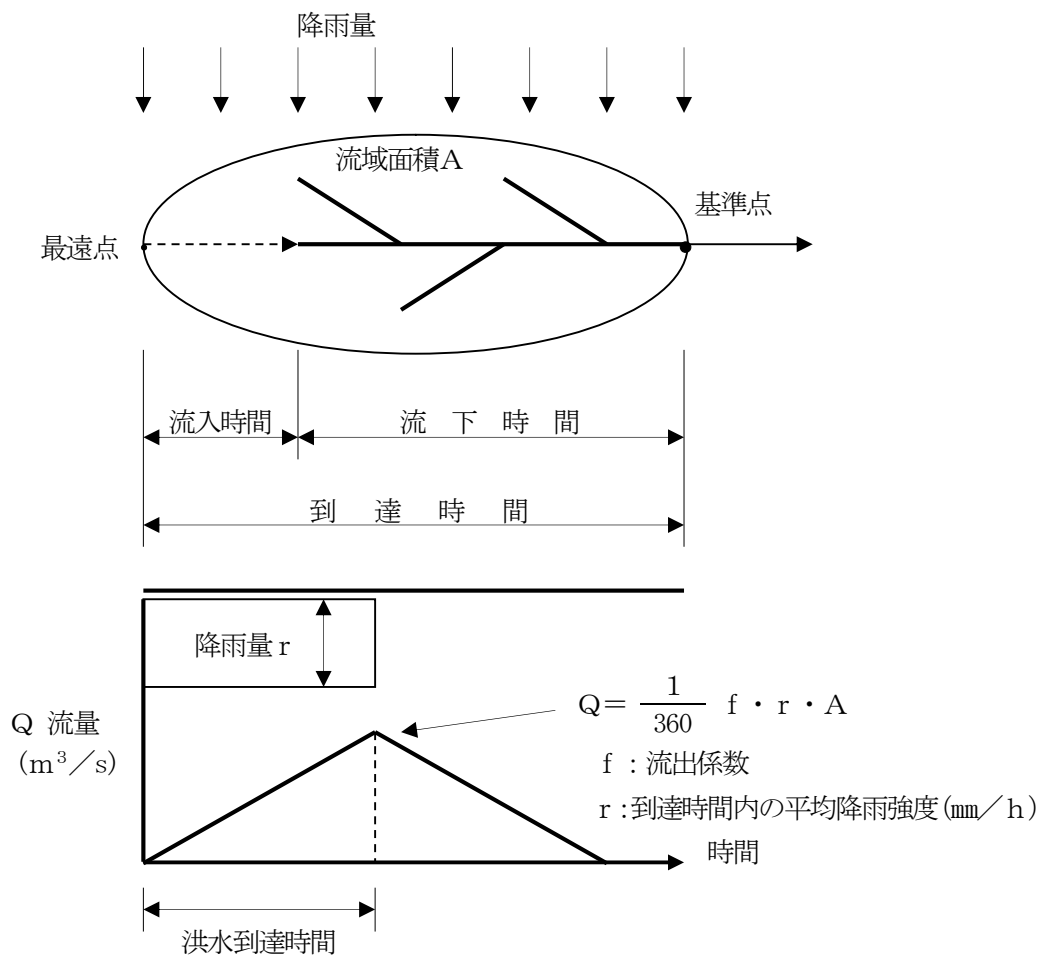 降雨量
流域面積A
基準点
最遠点
流入時間
流下時間
到達時間
降雨量r
Q 流量
(m³/s)
Q=1/360 f・r・A
f:流出係数
r:到達時間内の平均降雨強度(㎜/h)
時間
洪水到達時間